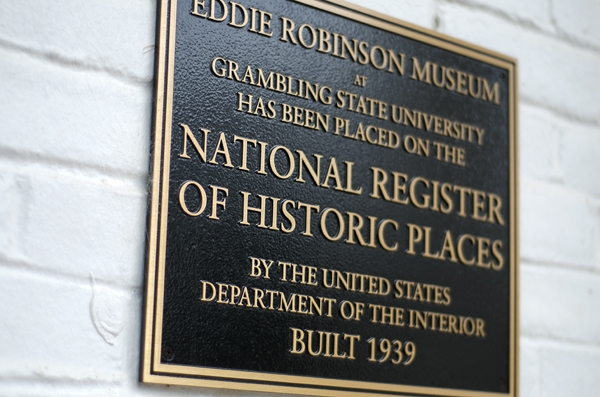 EDDIE ROBINSON MUSEUM
AT
GRAMBLING STATE UNIVERSITY
HAS BEEN PLACED ON THE
NATIONAL REGISTER
OF HISTORIC PLACES
BY THE UNITED STATES
DEPARTMENT OF THE INTERIOR
BUILT 1939